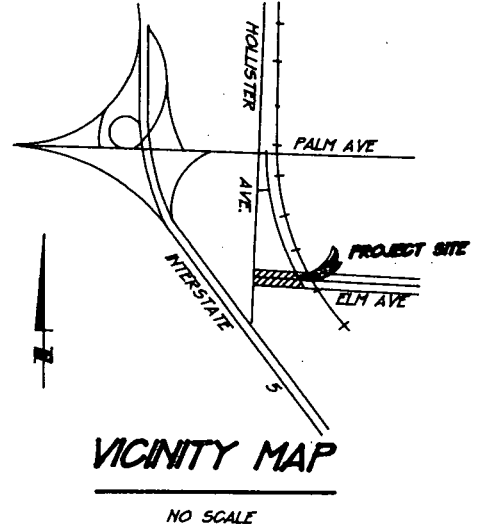 HOLLISTER
AVE.
PALM AVE
PROJECT SITE
ELM AVE
INTERSTATE
5
N
VICINITY MAP
NO SCALE